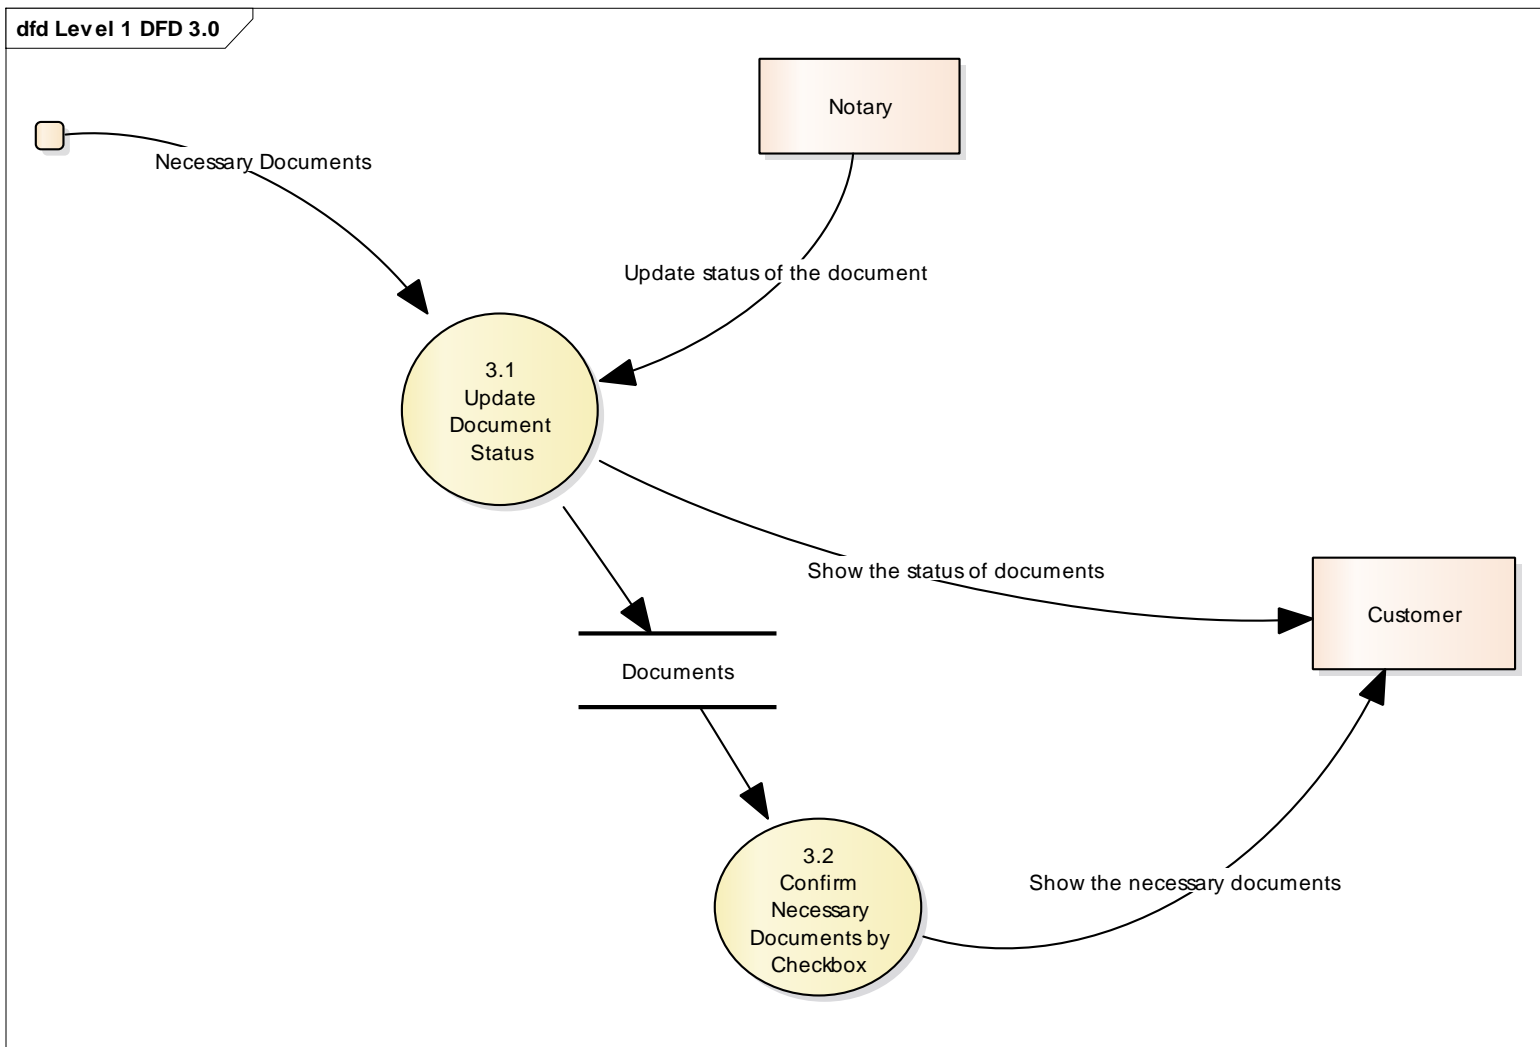 dfd Level 1 DFD 3.0
Notary
Necessary Documents
Update status of the document
3.1
Update
Document
Status
Show the status of documents
Customer
Documents
3.2
Confirm
Necessary
Documents by
Checkbox
Show the necessary documents